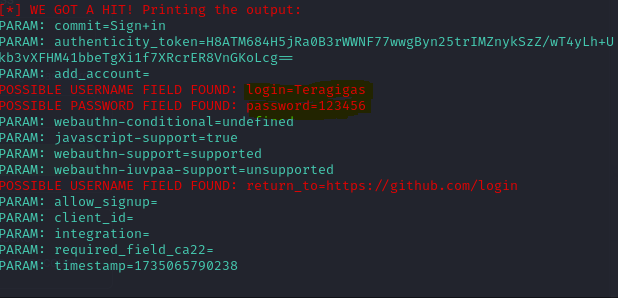 [*] WE GOT A HIT! Printing the output:
PARAM: commit=Sign+in
PARAM: authenticity_token=H8ATM684H5jRa0B3rWWNF77wwgByn25trIMZnykSzZ/wT4yLh+U
kb3vXFHM41bbeTgXi1f7XRcrER8VnGKoLcg==
PARAM: add_account=
POSSIBLE USERNAME FIELD FOUND: login=Teragigas
POSSIBLE PASSWORD FIELD FOUND: password=123456
PARAM: webauthn-conditional=undefined
PARAM: javascript-support=true
PARAM: webauthn-support=supported
PARAM: webauthn-iuvpaa-support=unsupported
POSSIBLE USERNAME FIELD FOUND: return_to=https://github.com/login
PARAM: allow_signup=
PARAM: client_id=
PARAM: integration=
PARAM: required_field_ca22=
PARAM: timestamp=1735065790238